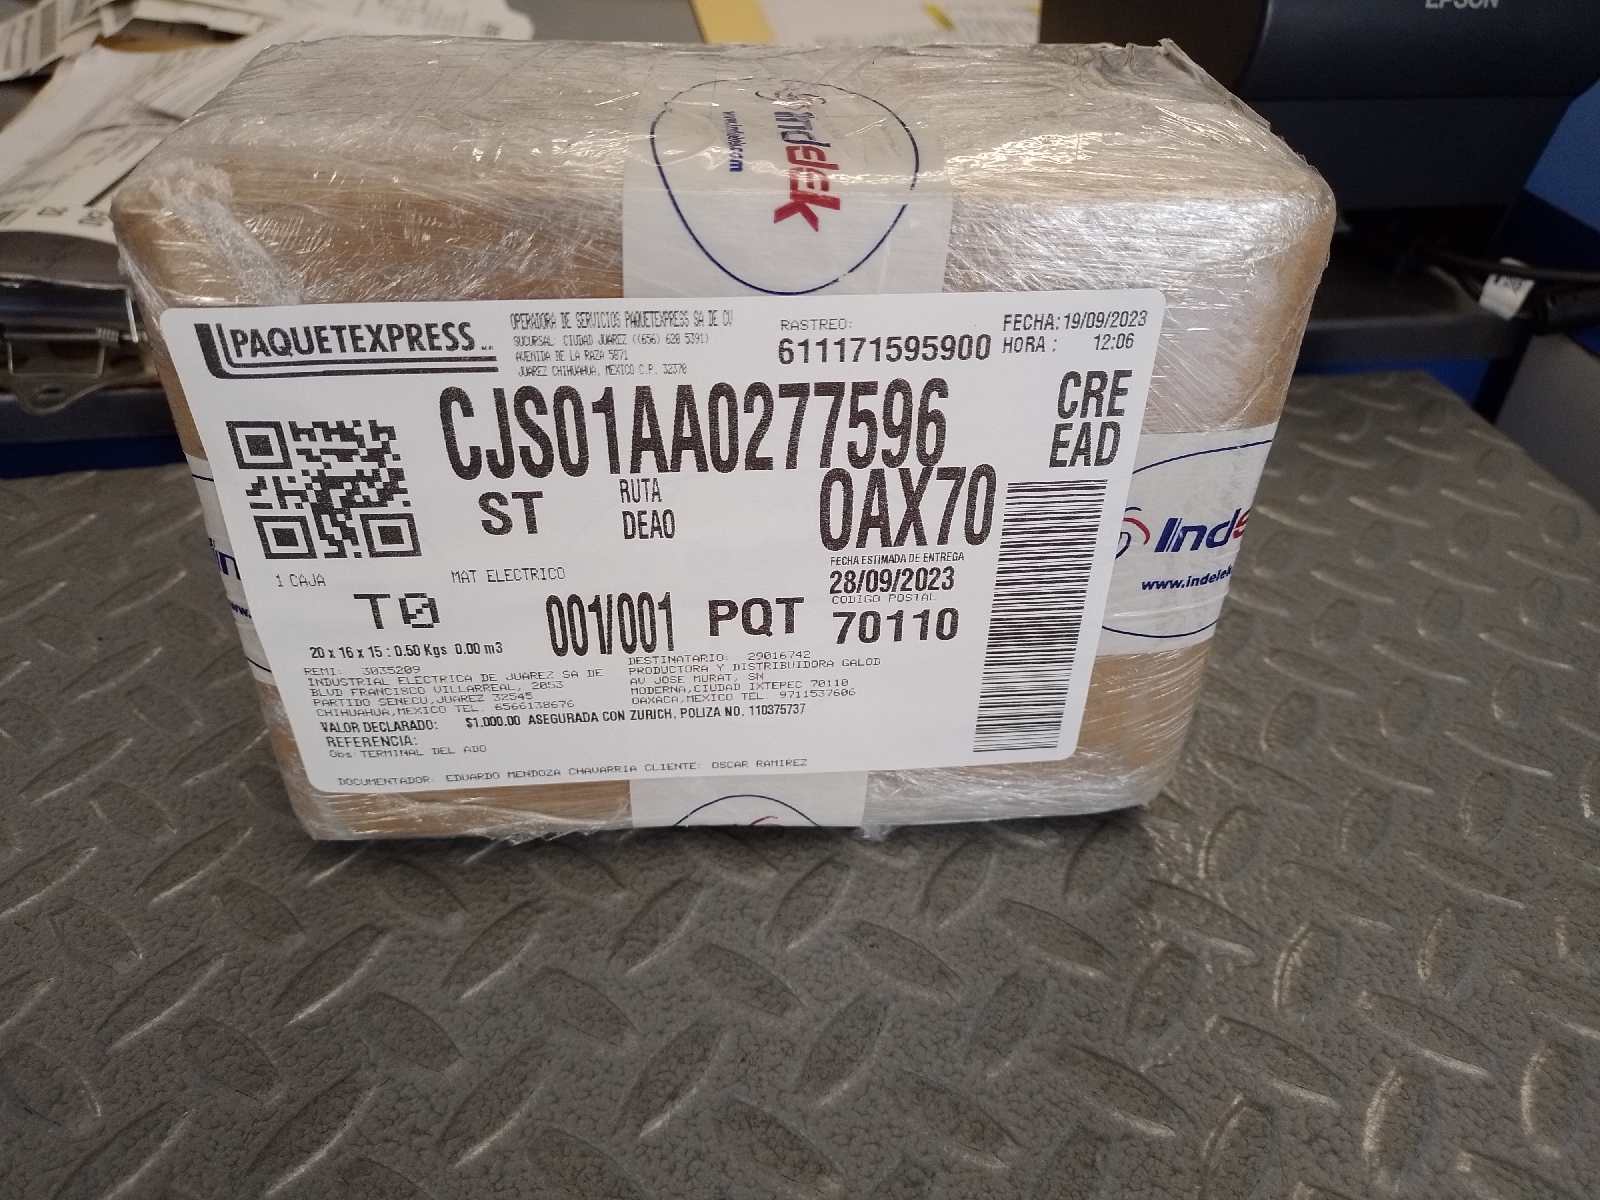 EPSON
Indelek
www.indelek.com
PAQUETEXPRESS
OPERADORA DE SERVICIOS PAQUETEXPRESS SA DE CV
SUCURSAL: CIUDAD JUAREZ ((656) 620 5391)
AVENIDA DE LA RAZA 5871
JUAREZ CHIHUAHUA, MEXICO C.P. 32370
RASTREO:
611171595900
FECHA: 19/09/2023
HORA : 12:06
CJS01AA0277596
CRE
EAD
ST
RUTA
DEAO
OAX70
1 CAJA
MAT ELECTRICO
FECHA ESTIMADA DE ENTREGA
28/09/2023
T0
001/001
PQT
CODIGO POSTAL
70110
20 x 16 x 15 : 0.50 Kgs 0.00 m3
REMI: 3035209
INDUSTRIAL ELECTRICA DE JUAREZ SA DE
BLVD FRANCISCO VILLARREAL, 2053
PARTIDO SENECU,JUAREZ 32545
CHIHUAHUA,MEXICO TEL. 6566138676
DESTINATARIO: 29016742
PRODUCTORA Y DISTRIBUIDORA GALOD
AV JOSE MURAT, SN
MODERNA,CIUDAD IXTEPEC 70110
OAXACA,MEXICO TEL. 9711537606
VALOR DECLARADO: $1,000.00 ASEGURADA CON ZURICH, POLIZA NO. 110375737
REFERENCIA:
Obs TERMINAL DEL ADO
DOCUMENTADOR: EDUARDO MENDOZA CHAVARRIA CLIENTE: OSCAR RAMIREZ
Inde
www.indelek